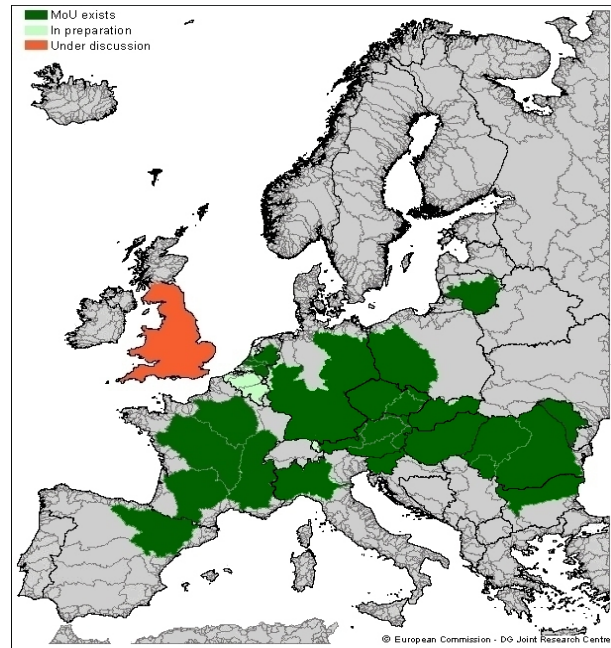 MoU exists
In preparation
Under discussion
© European Commission - DG Joint Research Centre